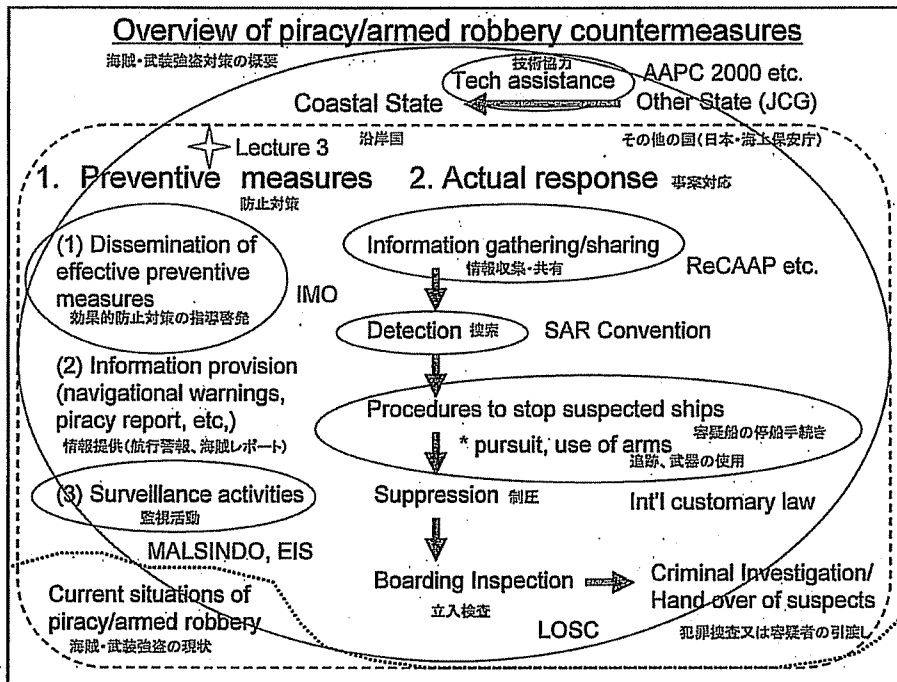 Overview of piracy/armed robbery countermeasures
海賊・武装強盗対策の概要
技術協力
Tech assistance
AAPC 2000 etc.
Coastal State
Other State (JCG)
沿岸国
その他の国(日本・海上保安庁)
Lecture 3
1. Preventive measures
防止対策
2. Actual response 事案対応
(1) Dissemination of
effective preventive
measures
効果的防止対策の指導啓発
IMO
(2) Information provision
(navigational warnings,
piracy report, etc,)
情報提供(航行警報、海賊レポート)
(3) Surveillance activities
監視活動
MALSINDO, EIS
Current situations of
piracy/armed robbery
海賊・武装強盗の現状
Information gathering/sharing
情報収集・共有
ReCAAP etc.
Detection 捜索
SAR Convention
Procedures to stop suspected ships
容疑船の停船手続き
* pursuit, use of arms
追跡、武器の使用
Suppression 制圧
Int'l customary law
Boarding Inspection
立入検査
Criminal Investigation/
Hand over of suspects
犯罪捜査又は容疑者の引渡し
LOSC